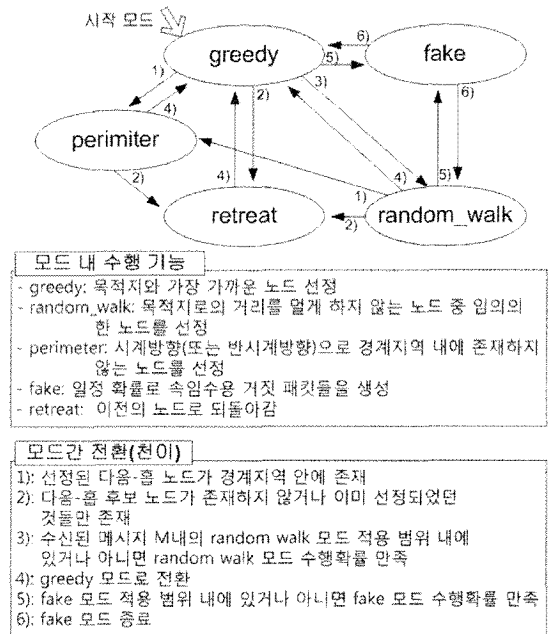 시작 모드
greedy
fake
6)
5)
1)
4)
2)
3)
6)
perimiter
2)
4)
1)
4)
5)
2)
retreat
random_walk
모드 내 수행 기능
- greedy: 목적지와 가장 가까운 노드 선정
- random_walk: 목적지로의 거리를 멀게 하지 않는 노드 중 임의의
한 노드를 선정
- perimeter: 시계방향(또는 반시계방향)으로 경계지역 내에 존재하지
않는 노드를 선정
- fake: 일정 확률로 속임수용 거짓 패킷들을 생성
- retreat: 이전의 노드로 되돌아감
모드간 전환(천이)
1): 선정된 다음-홉 노드가 경계지역 안에 존재
2): 다음-홉 후보 노드가 존재하지 않거나 이미 선정되었던
것들만 존재
3): 수신된 메시지 M내의 random walk 모드 적용 범위 내에
있거나 아니면 random walk 모드 수행확률 만족
4): greedy 모드로 전환
5): fake 모드 적용 범위 내에 있거나 아니면 fake 모드 수행확률 만족
6): fake 모드 종료